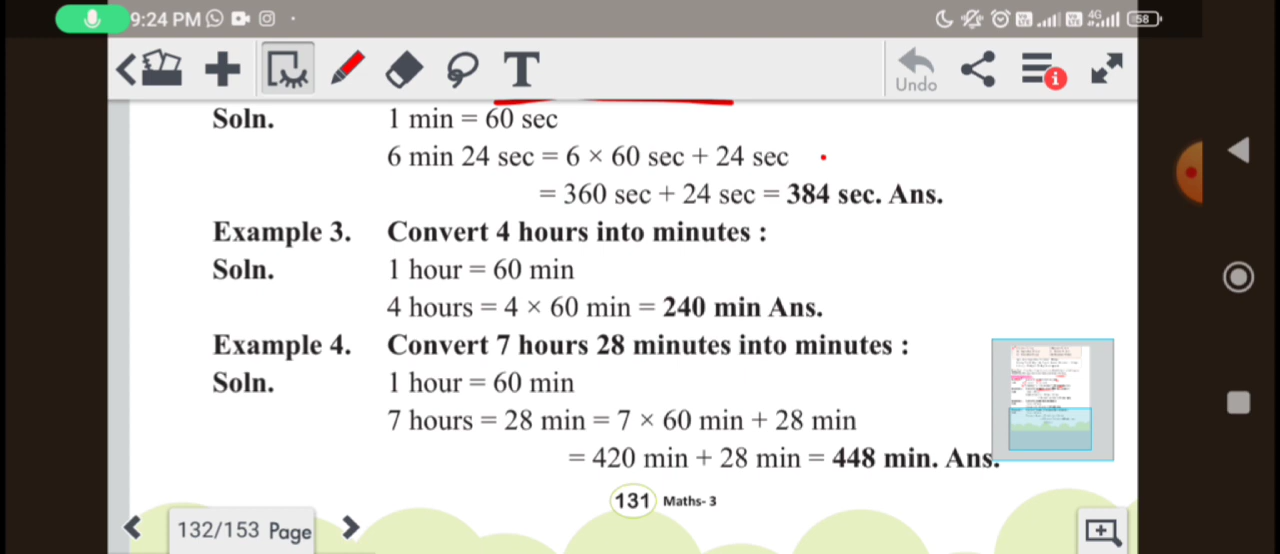 9:24 PM
4G
58
T
Undo
i
Soln. 1 min = 60 sec
6 min 24 sec = 6 × 60 sec + 24 sec
= 360 sec + 24 sec = 384 sec. Ans.
Example 3. Convert 4 hours into minutes :
Soln. 1 hour = 60 min
4 hours = 4 × 60 min = 240 min Ans.
Example 4. Convert 7 hours 28 minutes into minutes :
Soln. 1 hour = 60 min
7 hours = 28 min = 7 × 60 min + 28 min
= 420 min + 28 min = 448 min. Ans.
131 Maths- 3
132/153 Page